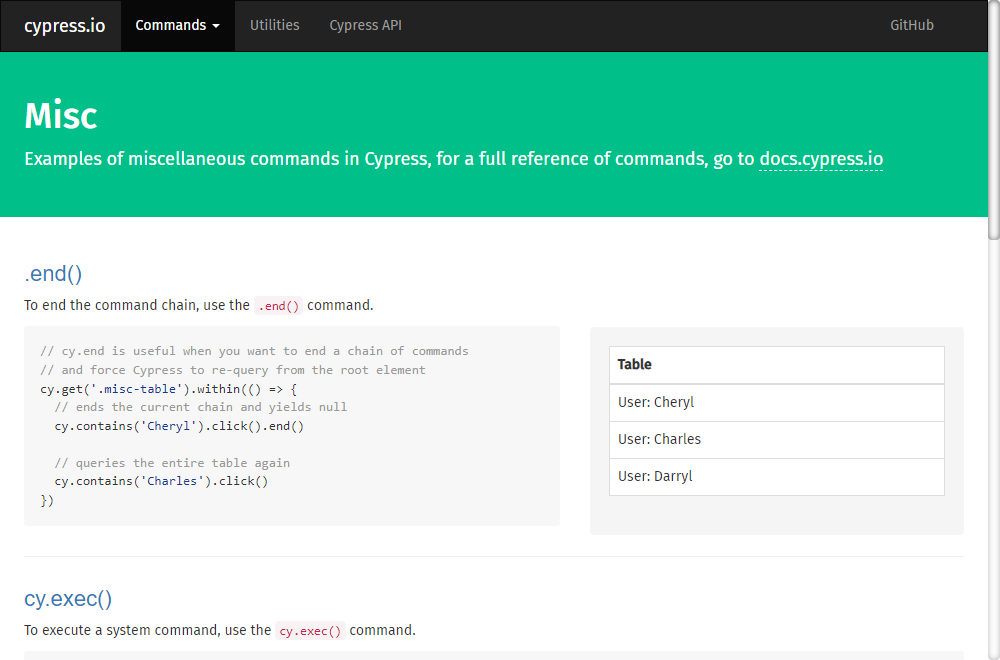 cypress.io Commands Utilities Cypress API GitHub
Misc
Examples of miscellaneous commands in Cypress, for a full reference of commands, go to docs.cypress.io
.end()
To end the command chain, use the .end() command.
// cy.end is useful when you want to end a chain of commands
// and force Cypress to re-query from the root element
cy.get('.misc-table').within(() => {
  // ends the current chain and yields null
  cy.contains('Cheryl').click().end()
  // queries the entire table again
  cy.contains('Charles').click()
})
Table
User: Cheryl
User: Charles
User: Darryl
cy.exec()
To execute a system command, use the cy.exec() command.